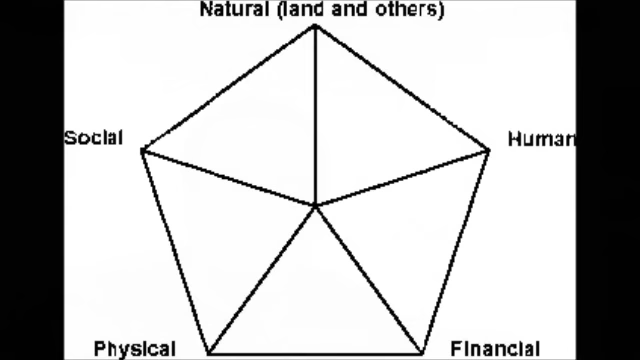 Natural (land and others)
Social
Human
Physical
Financial